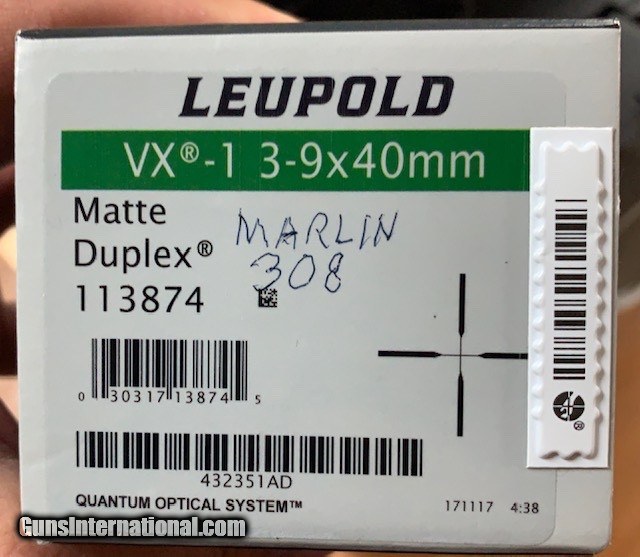 LEUPOLD
VX®-1 3-9x40mm
Matte
Duplex®
113874
MARLIN
308
0 30317 13874 5
432351AD
QUANTUM OPTICAL SYSTEM™
171117 4:38
GunsInternational.com